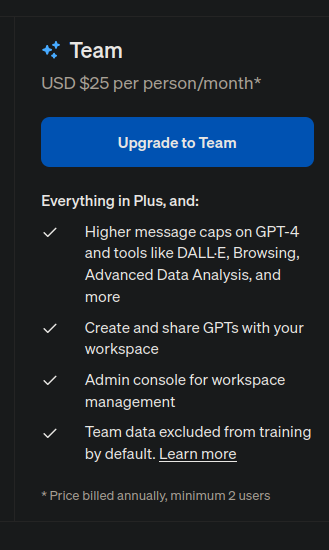 Team
USD $25 per person/month*
Upgrade to Team
Everything in Plus, and:
Higher message caps on GPT-4
and tools like DALL·E, Browsing,
Advanced Data Analysis, and
more
Create and share GPTs with your
workspace
Admin console for workspace
management
Team data excluded from training
by default. Learn more
* Price billed annually, minimum 2 users